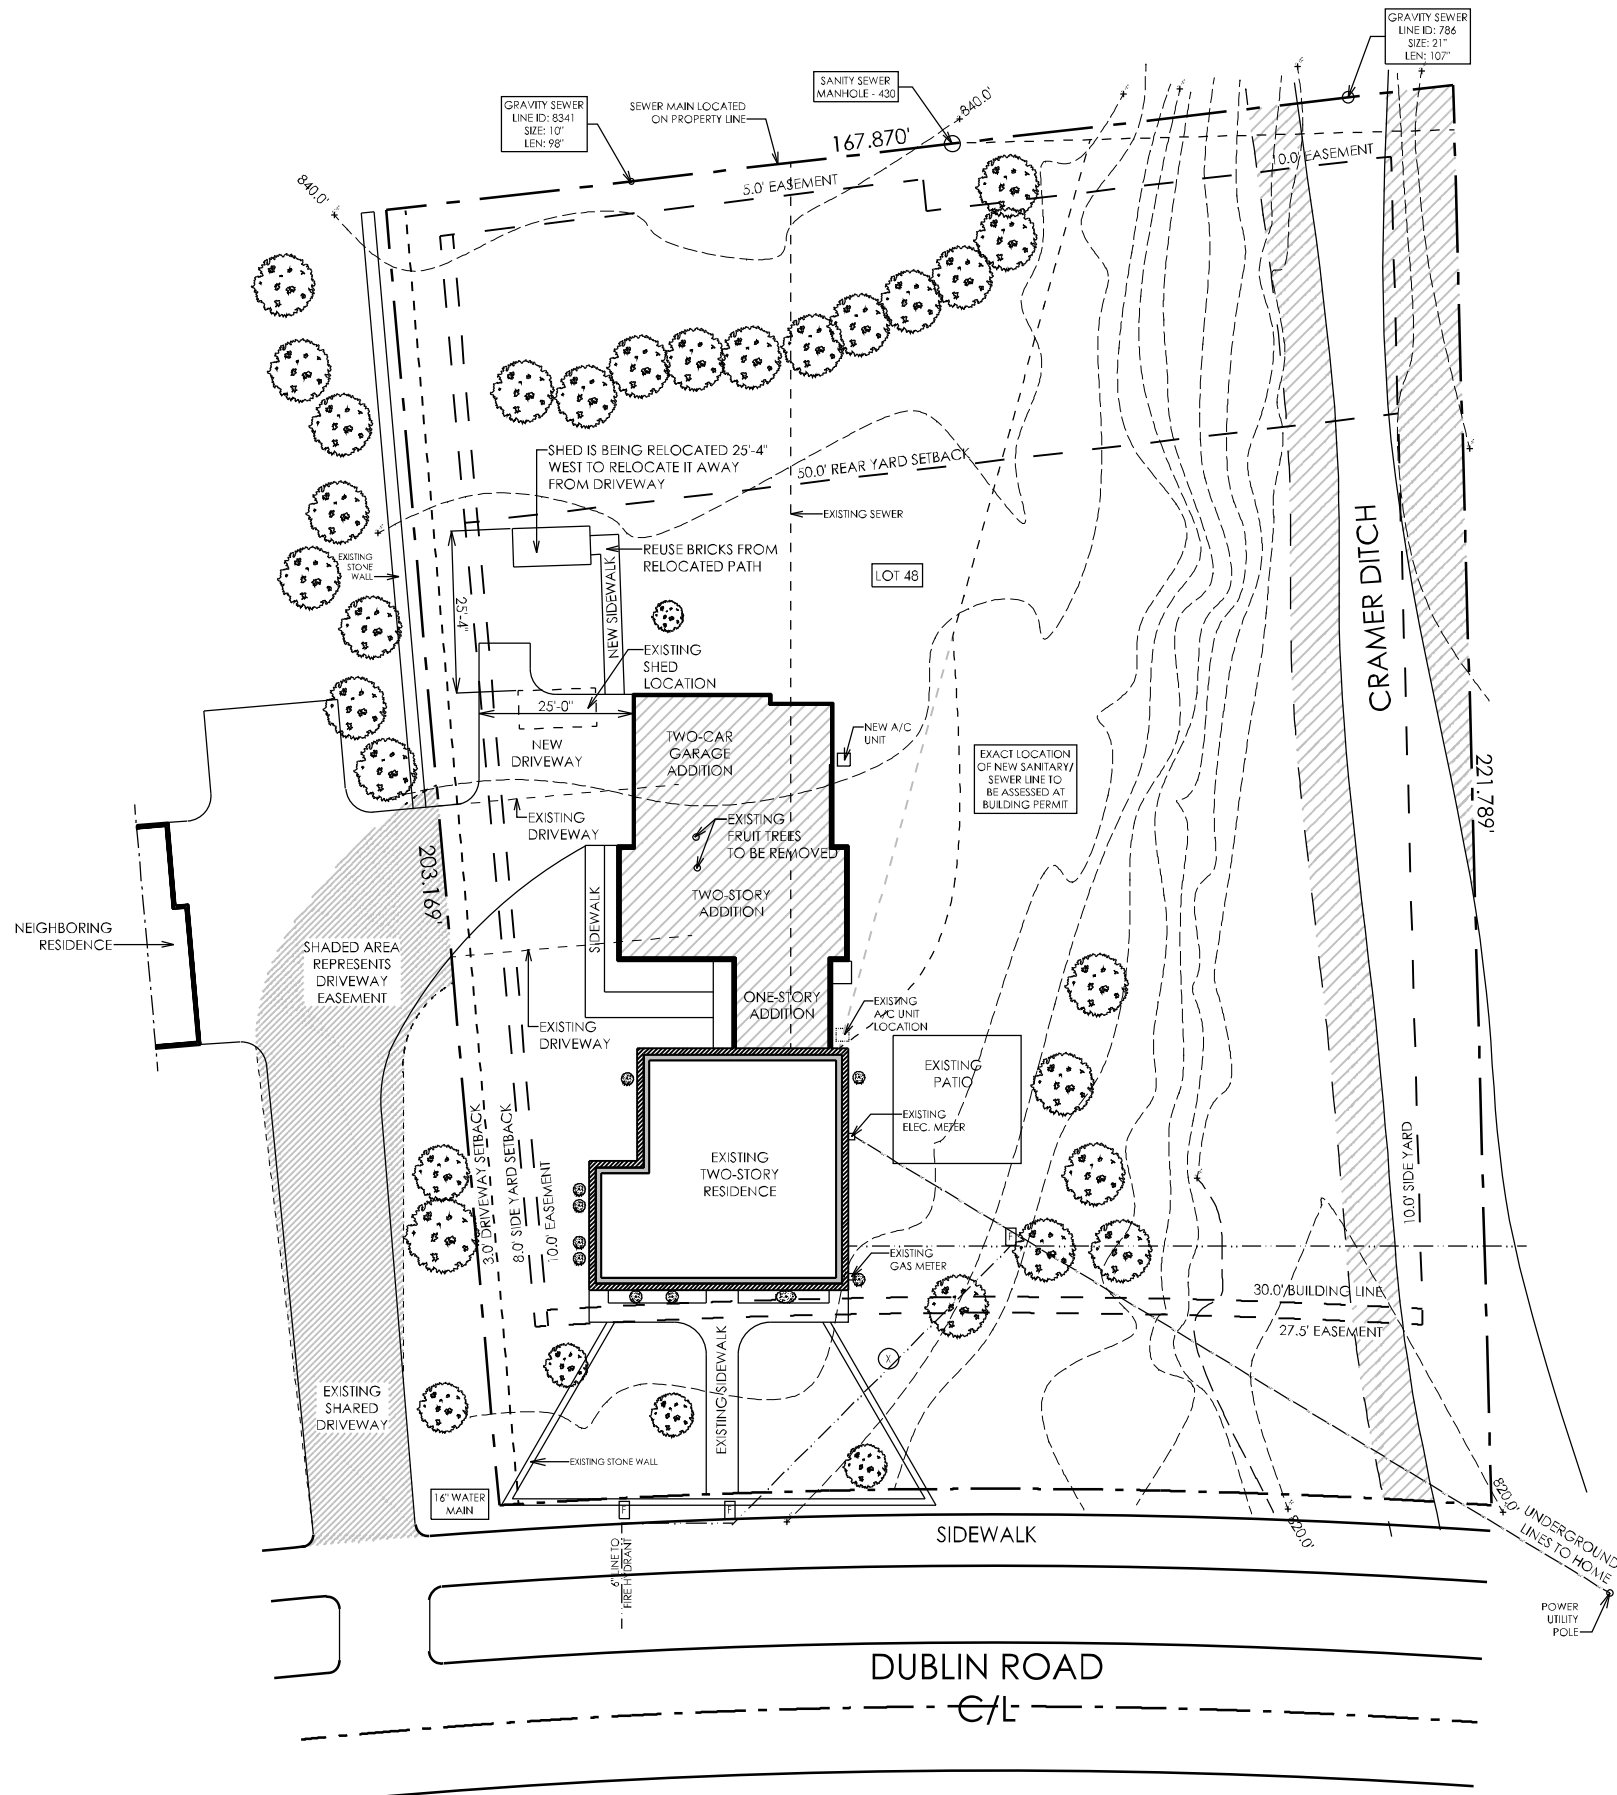 GRAVITY SEWER
LINE ID: 786
SIZE: 21"
LEN: 107"
SANITY SEWER
MANHOLE - 430
GRAVITY SEWER
LINE ID: 8341
SIZE: 10"
LEN: 98"
SEWER MAIN LOCATED
ON PROPERTY LINE
840.0'
167.870'
10.0' EASEMENT
5.0' EASEMENT
840.0'
SHED IS BEING RELOCATED 25'-4"
WEST TO RELOCATE IT AWAY
FROM DRIVEWAY
50.0' REAR YARD SETBACK
EXISTING SEWER
REUSE BRICKS FROM
RELOCATED PATH
EXISTING
STONE
WALL
LOT 48
CRAMER DITCH
25'-4"
NEW SIDEWALK
EXISTING
SHED
LOCATION
25'-0"
NEW
DRIVEWAY
TWO-CAR
GARAGE
ADDITION
NEW A/C
UNIT
EXACT LOCATION
OF NEW SANITARY/
SEWER LINE TO
BE ASSESSED AT
BUILDING PERMIT
221.789'
EXISTING
DRIVEWAY
EXISTING
FRUIT TREES
TO BE REMOVED
203.169'
TWO-STORY
ADDITION
SIDEWALK
NEIGHBORING
RESIDENCE
SHADED AREA
REPRESENTS
DRIVEWAY
EASEMENT
ONE-STORY
ADDITION
EXISTING
A/C UNIT
LOCATION
EXISTING
DRIVEWAY
EXISTING
PATIO
EXISTING
ELEC. METER
EXISTING
TWO-STORY
RESIDENCE
3.0' DRIVEWAY SETBACK
8.0' SIDE YARD SETBACK
10.0' EASEMENT
10.0' SIDE YARD
F
EXISTING
GAS METER
30.0' BUILDING LINE
27.5' EASEMENT
X
EXISTING SIDEWALK
EXISTING
SHARED
DRIVEWAY
EXISTING STONE WALL
16" WATER
MAIN
F
F
820.0'
820.0'
SIDEWALK
UNDERGROUND
LINES TO HOME
6" LINE TO
FIRE HYDRANT
POWER
UTILITY
POLE
DUBLIN ROAD
C/L